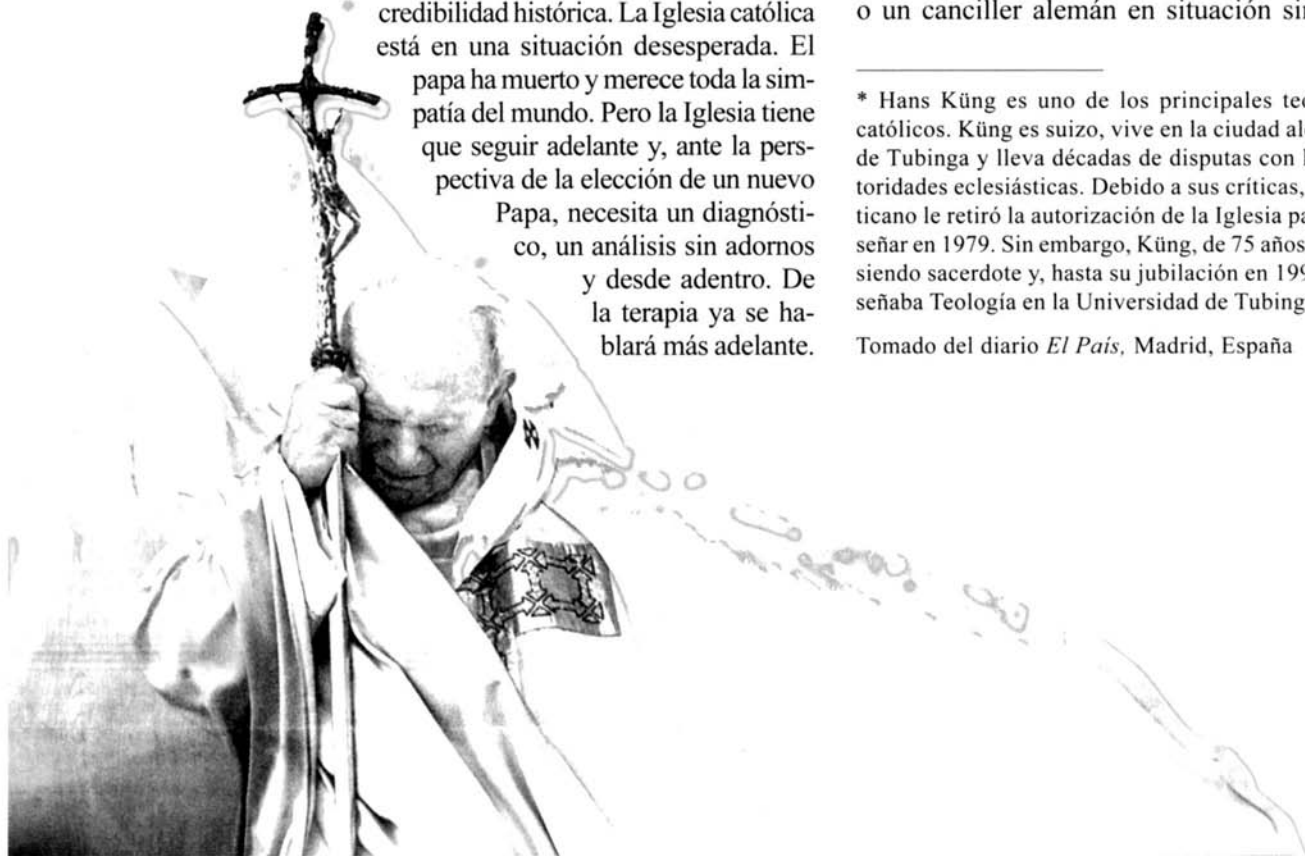 credibilidad histórica. La Iglesia católica
está en una situación desesperada. El
papa ha muerto y merece toda la sim-
patía del mundo. Pero la Iglesia tiene
que seguir adelante y, ante la pers-
pectiva de la elección de un nuevo
Papa, necesita un diagnósti-
co, un análisis sin adornos
y desde adentro. De
la terapia ya se ha-
blará más adelante.
o un canciller alemán en situación sin
* Hans Küng es uno de los principales teó
católicos. Küng es suizo, vive en la ciudad ale
de Tubinga y lleva décadas de disputas con l
toridades eclesiásticas. Debido a sus críticas,
ticano le retiró la autorización de la Iglesia pa
señar en 1979. Sin embargo, Küng, de 75 años
siendo sacerdote y, hasta su jubilación en 199
señaba Teología en la Universidad de Tubing
Tomado del diario El País, Madrid, España